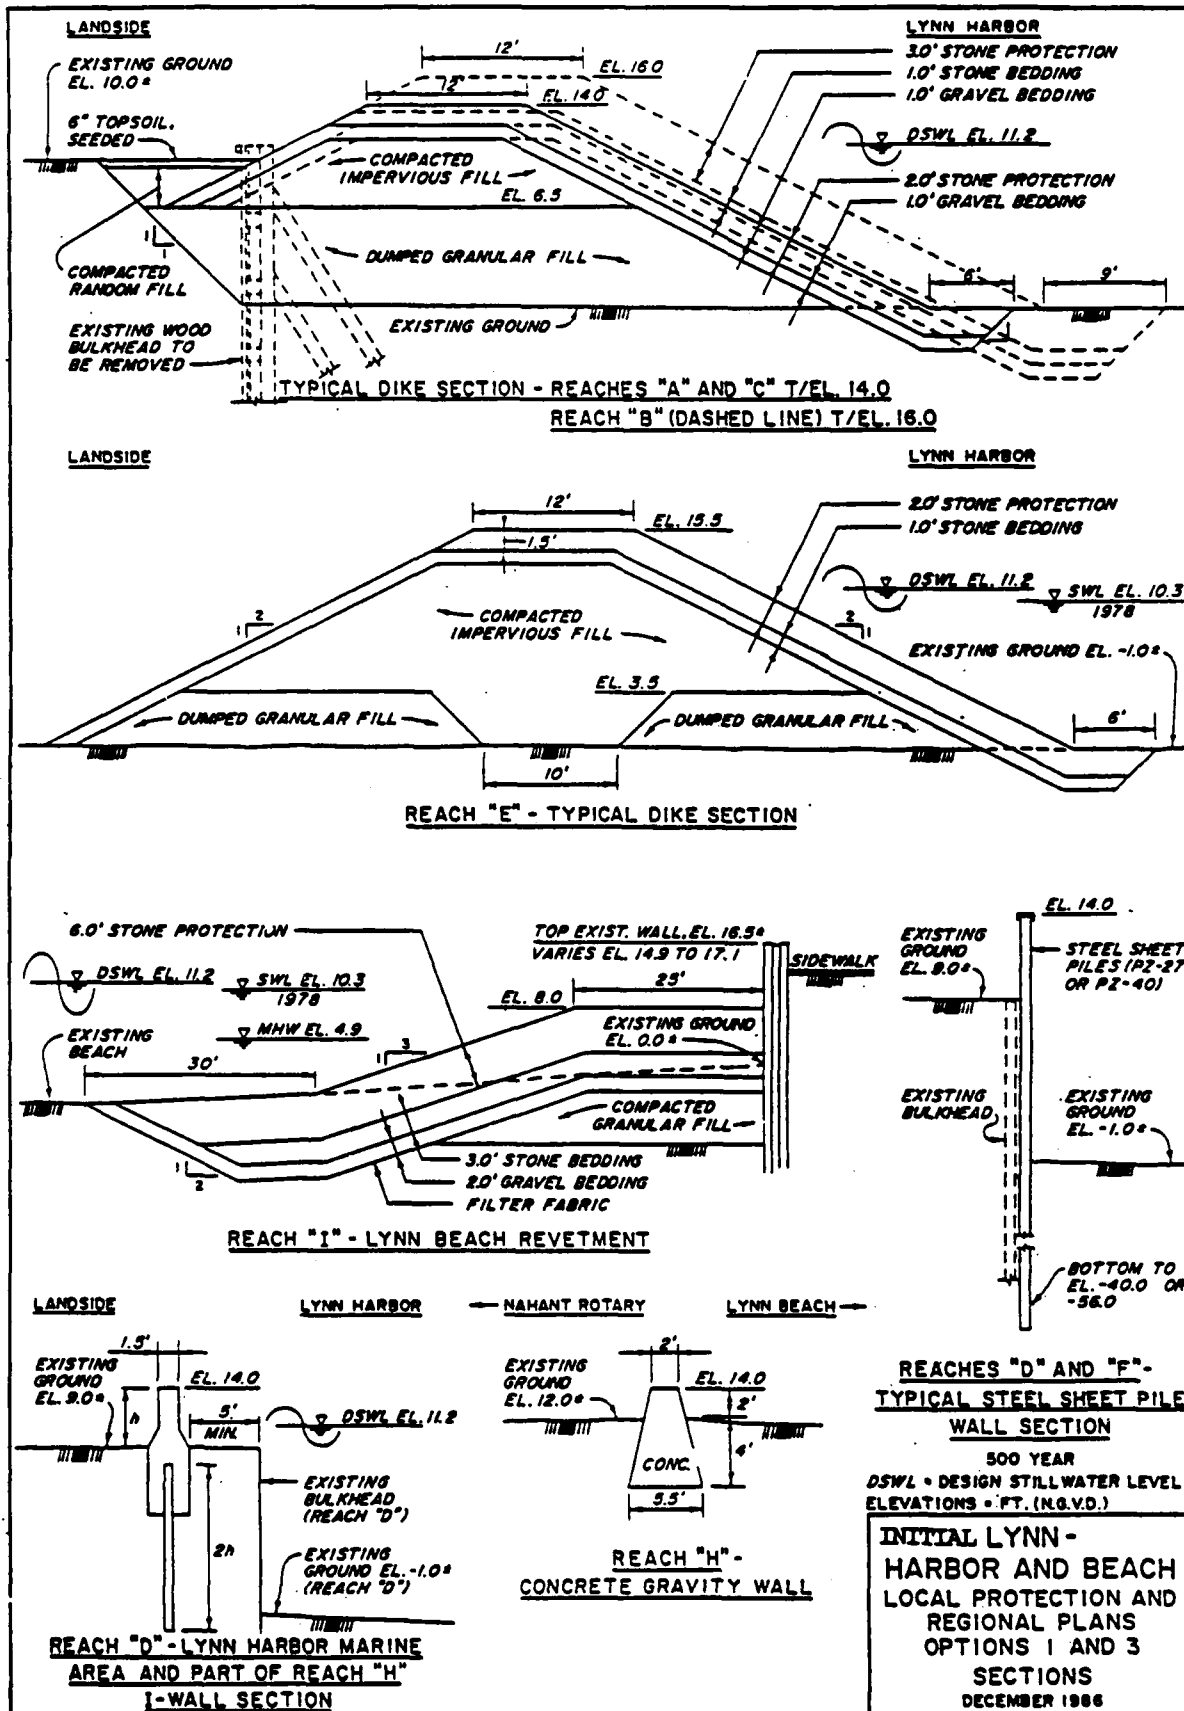 LANDSIDE
LYNN HARBOR
EXISTING GROUND
EL. 10.0±
6" TOPSOIL,
SEEDED
12'
EL. 16.0
12'
EL. 14.0
3.0' STONE PROTECTION
1.0' STONE BEDDING
1.0' GRAVEL BEDDING
DSWL EL. 11.2
COMPACTED
IMPERVIOUS FILL
2.0' STONE PROTECTION
1.0' GRAVEL BEDDING
EL. 6.5
1
1
DUMPED GRANULAR FILL
COMPACTED
RANDOM FILL
6'
9'
EXISTING GROUND
EXISTING WOOD
BULKHEAD TO
BE REMOVED
TYPICAL DIKE SECTION - REACHES "A" AND "C" T/EL. 14.0
REACH "B" (DASHED LINE) T/EL. 16.0
LANDSIDE
LYNN HARBOR
12'
EL. 15.5
1.5'
2.0' STONE PROTECTION
1.0' STONE BEDDING
DSWL EL. 11.2
SWL EL. 10.3
1978
2
1
COMPACTED
IMPERVIOUS FILL
2
1
EXISTING GROUND EL. -1.0±
EL. 3.5
DUMPED GRANULAR FILL
DUMPED GRANULAR FILL
6'
10'
REACH "E" - TYPICAL DIKE SECTION
6.0' STONE PROTECTION
TOP EXIST. WALL, EL. 16.5±
VARIES EL. 14.9 TO 17.1
SIDEWALK
DSWL EL. 11.2
SWL EL. 10.3
1978
25'
EL. 8.0
MHW EL. 4.9
EXISTING
BEACH
EXISTING GROUND
EL. 0.0±
3
1
30'
COMPACTED
GRANULAR FILL
3.0' STONE BEDDING
2.0' GRAVEL BEDDING
FILTER FABRIC
1
2
REACH "I" - LYNN BEACH REVETMENT
EL. 14.0
EXISTING
GROUND
EL. 9.0±
STEEL SHEET
PILES (PZ-27
OR PZ-40)
EXISTING
BULKHEAD
EXISTING
GROUND
EL. -1.0±
BOTTOM TO
EL. -40.0 OR
-56.0
REACHES "D" AND "F" -
TYPICAL STEEL SHEET PILE
WALL SECTION
LANDSIDE
LYNN HARBOR
NAHANT ROTARY
LYNN BEACH
1.5'
EXISTING
GROUND
EL. 9.0±
EL. 14.0
h
5'
MIN.
DSWL EL. 11.2
EXISTING
BULKHEAD
(REACH "D")
2h
EXISTING
GROUND EL. -1.0±
(REACH "D")
REACH "D" - LYNN HARBOR MARINE
AREA AND PART OF REACH "H"
I-WALL SECTION
2'
EXISTING
GROUND
EL. 12.0±
EL. 14.0
2'
4'
CONC.
5.5'
REACH "H" -
CONCRETE GRAVITY WALL
500 YEAR
DSWL = DESIGN STILLWATER LEVEL
ELEVATIONS = FT. (N.G.V.D.)
INITIAL LYNN -
HARBOR AND BEACH
LOCAL PROTECTION AND
REGIONAL PLANS
OPTIONS 1 AND 3
SECTIONS
DECEMBER 1986